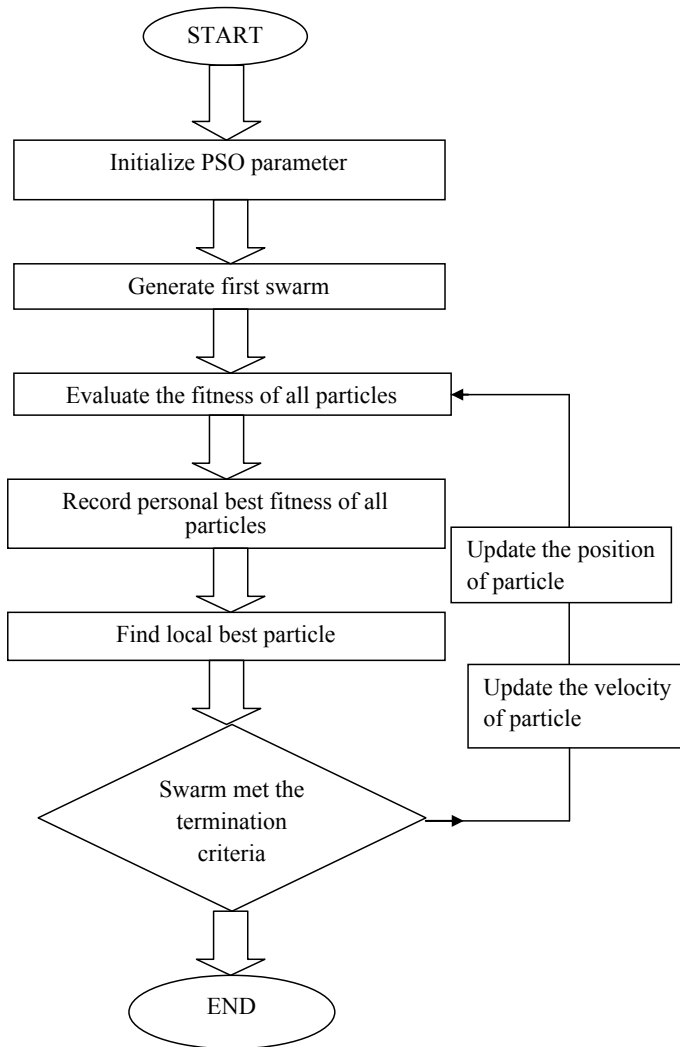 START
Initialize PSO parameter
Generate first swarm
Evaluate the fitness of all particles
Record personal best fitness of all
particles
Find local best particle
Swarm met the
termination
criteria
END
Update the position
of particle
Update the velocity
of particle